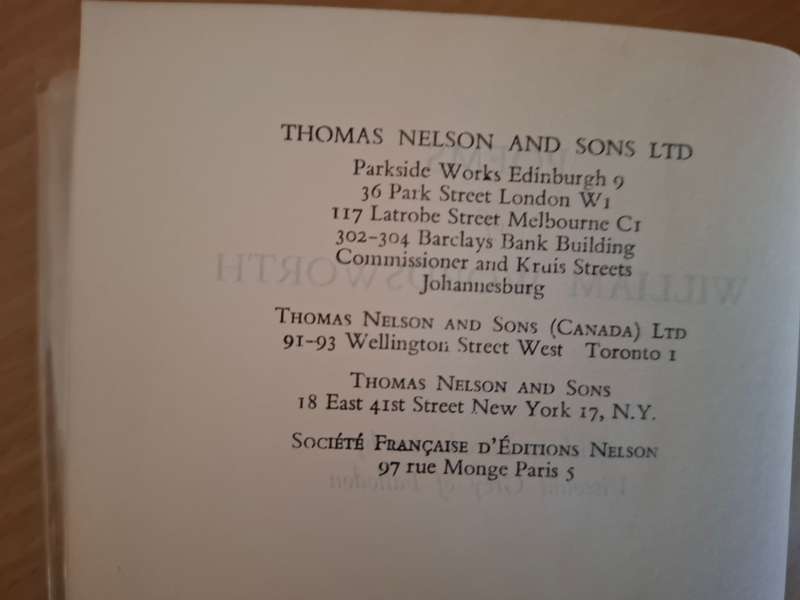 THOMAS NELSON AND SONS LTD
Parkside Works Edinburgh 9
36 Park Street London W1
117 Latrobe Street Melbourne C1
302–304 Barclays Bank Building
Commissioner and Kruis Streets
Johannesburg
THOMAS NELSON AND SONS (CANADA) LTD
91–93 Wellington Street West Toronto 1
THOMAS NELSON AND SONS
18 East 41st Street New York 17, N.Y.
SOCIÉTÉ FRANÇAISE D'ÉDITIONS NELSON
97 rue Monge Paris 5